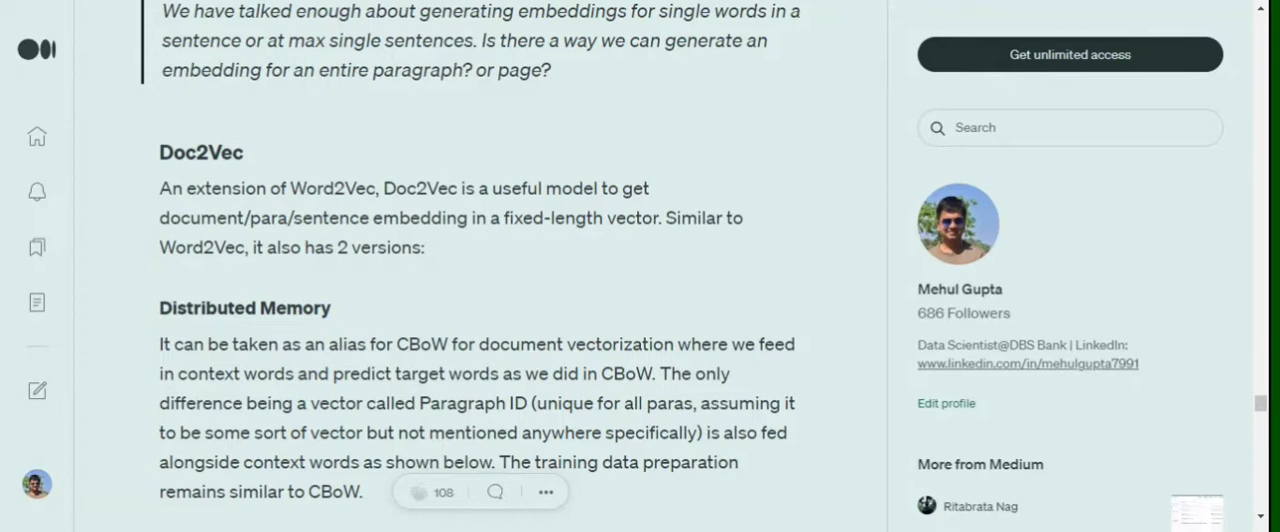 We have talked enough about generating embeddings for single words in a
sentence or at max single sentences. Is there a way we can generate an
embedding for an entire paragraph? or page?
Doc2Vec
An extension of Word2Vec, Doc2Vec is a useful model to get
document/para/sentence embedding in a fixed-length vector. Similar to
Word2Vec, it also has 2 versions:
Distributed Memory
It can be taken as an alias for CBoW for document vectorization where we feed
in context words and predict target words as we did in CBoW. The only
difference being a vector called Paragraph ID (unique for all paras, assuming it
to be some sort of vector but not mentioned anywhere specifically) is also fed
alongside context words as shown below. The training data preparation
remains similar to CBoW.
108
Get unlimited access
Search
Mehul Gupta
686 Followers
Data Scientist@DBS Bank | LinkedIn:
www.linkedin.com/in/mehulgupta7991
Edit profile
More from Medium
Ritabrata Nag